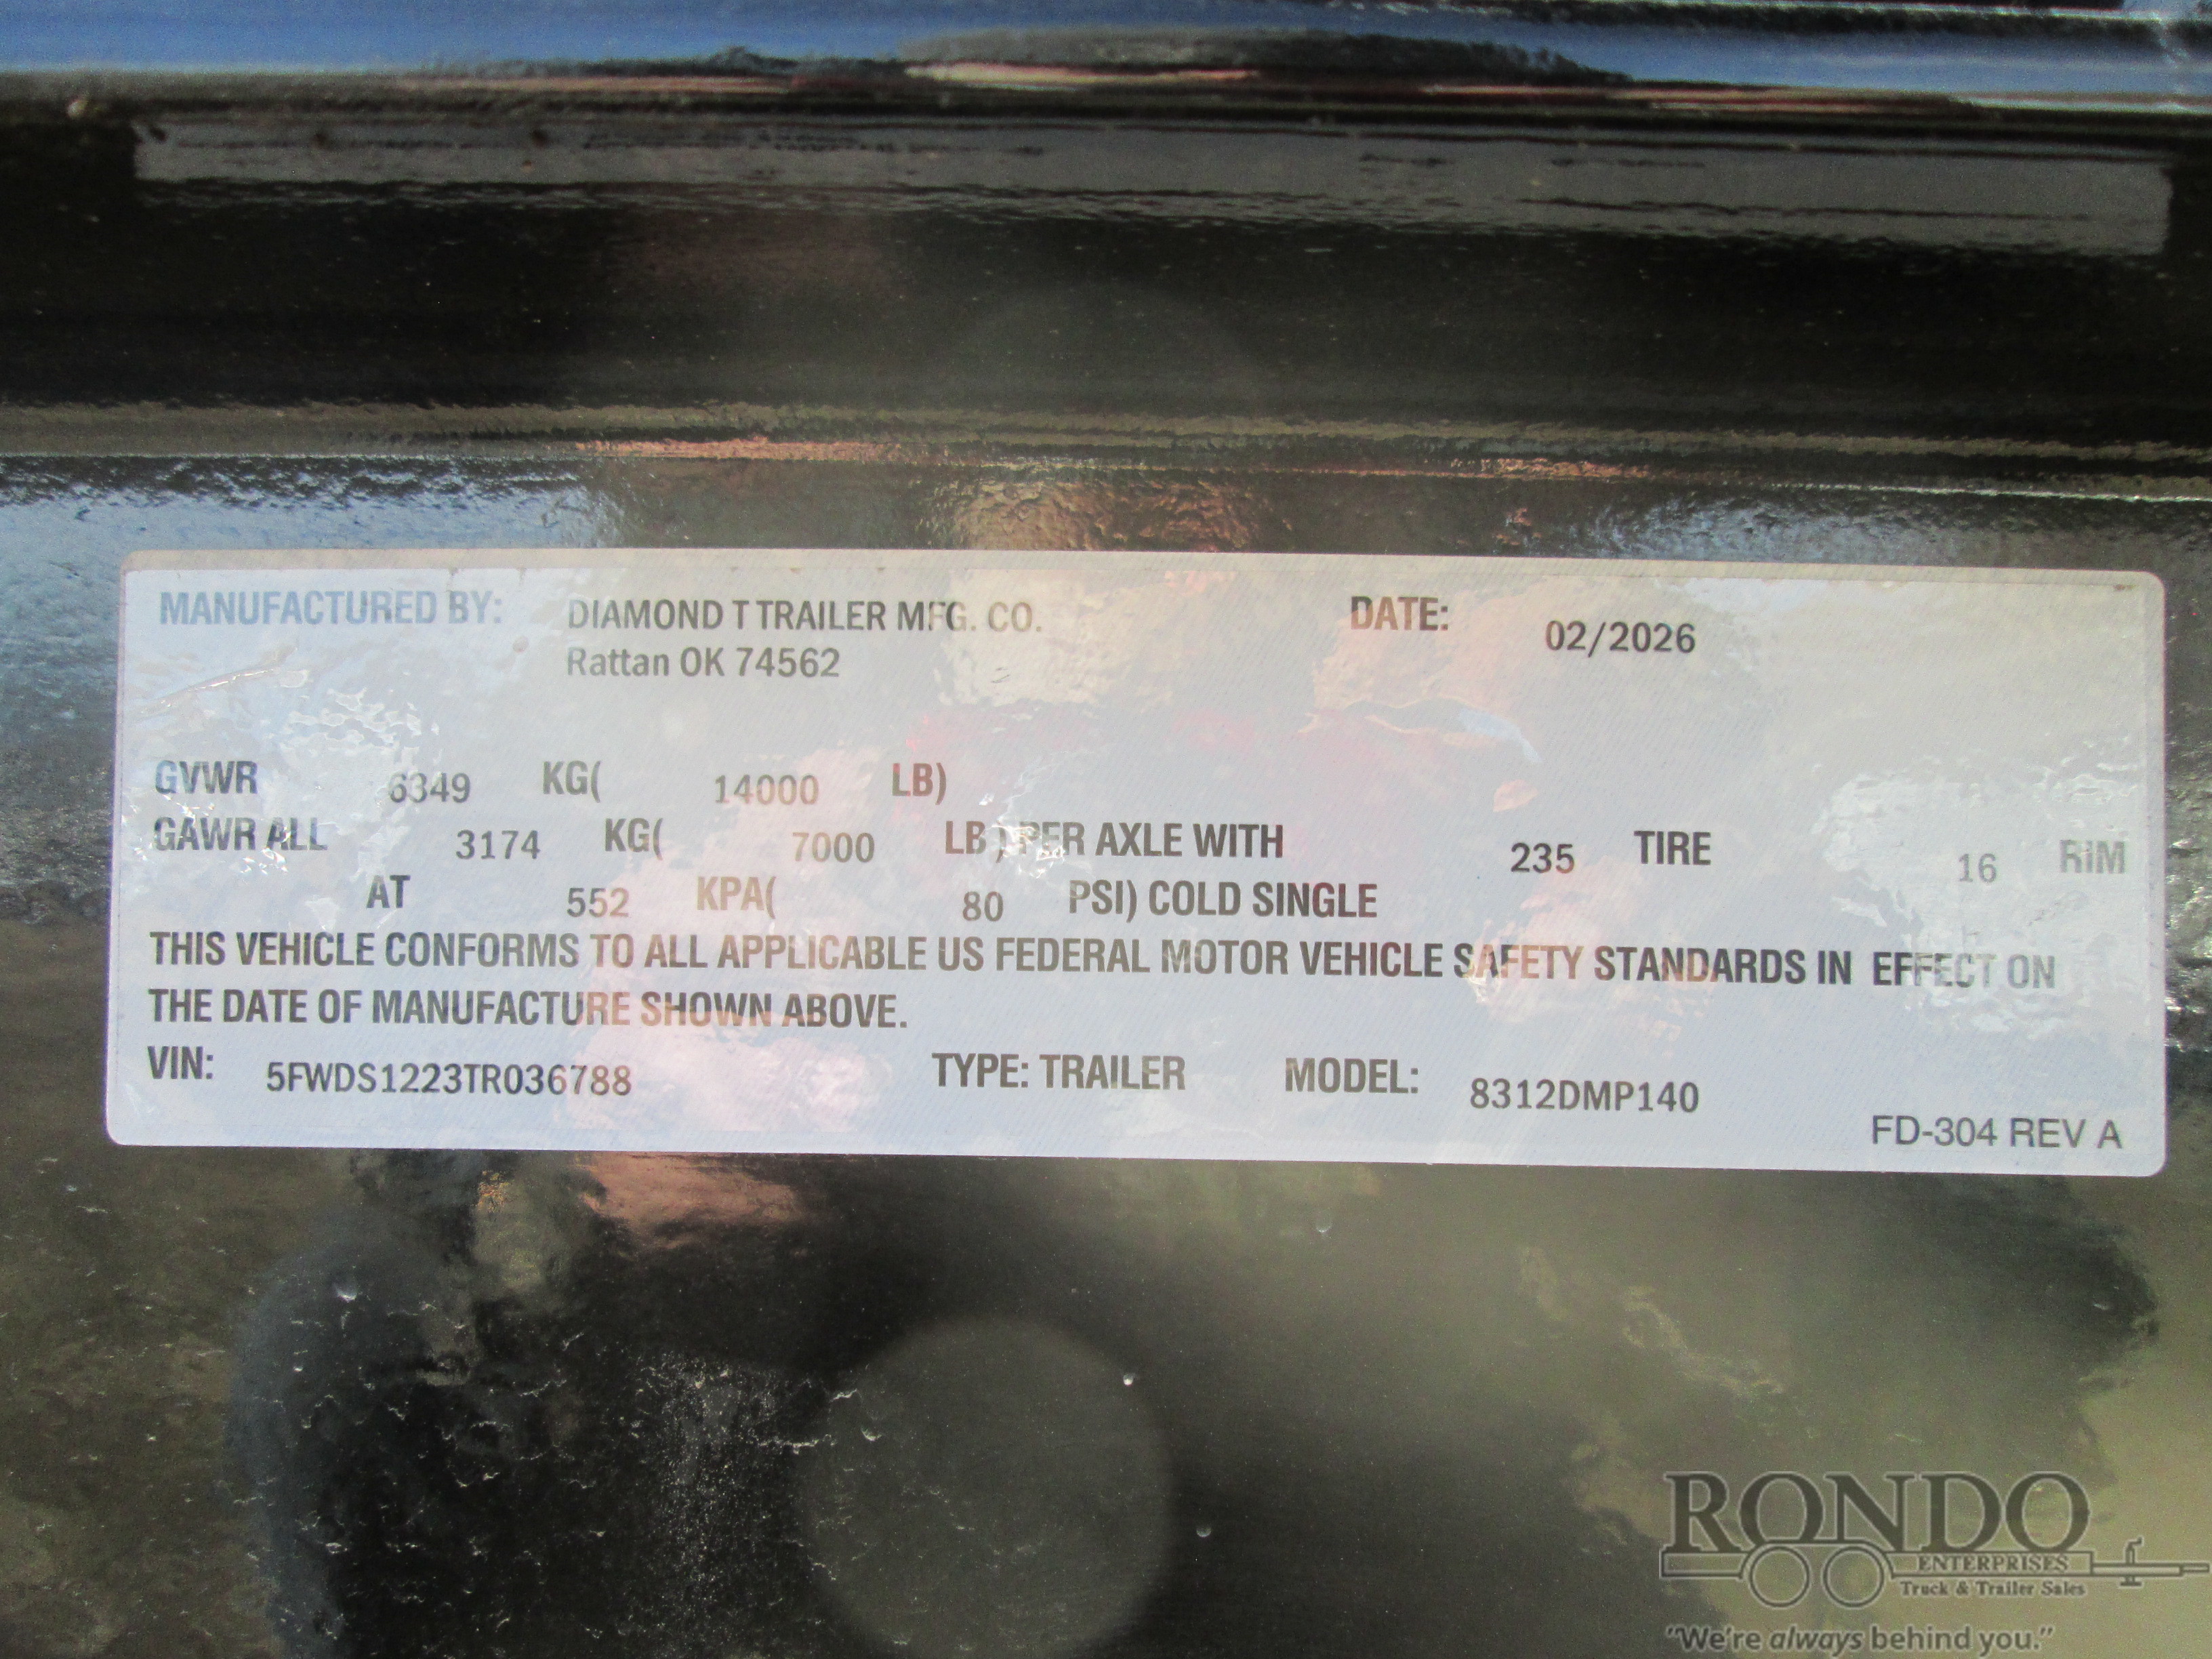 MANUFACTURED BY: DIAMOND T TRAILER MFG. CO. DATE: 02/2026
Rattan OK 74562
GVWR 6349 KG( 14000 LB)
GAWR ALL 3174 KG( 7000 LB ) PER AXLE WITH 235 TIRE 16 RIM
AT 552 KPA( 80 PSI) COLD SINGLE
THIS VEHICLE CONFORMS TO ALL APPLICABLE US FEDERAL MOTOR VEHICLE SAFETY STANDARDS IN EFFECT ON
THE DATE OF MANUFACTURE SHOWN ABOVE.
VIN: 5FWDS1223TR036788 TYPE: TRAILER MODEL: 8312DMP140
FD-304 REV A
RONDO
ENTERPRISES
Truck & Trailer Sales
"We're always behind you."